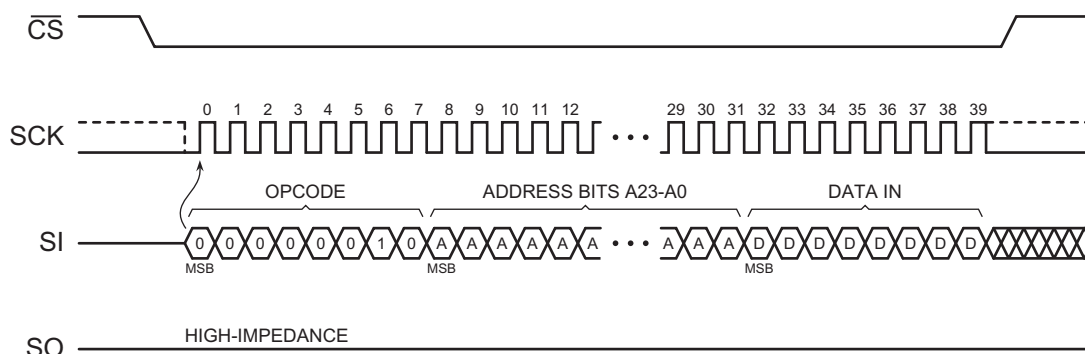 CS
0 1 2 3 4 5 6 7 8 9 10 11 12 29 30 31 32 33 34 35 36 37 38 39
SCK
OPCODE ADDRESS BITS A23-A0 DATA IN
SI 0 0 0 0 0 0 1 0 A A A A A A A A A D D D D D D D D
MSB MSB MSB
HIGH-IMPEDANCE
SO